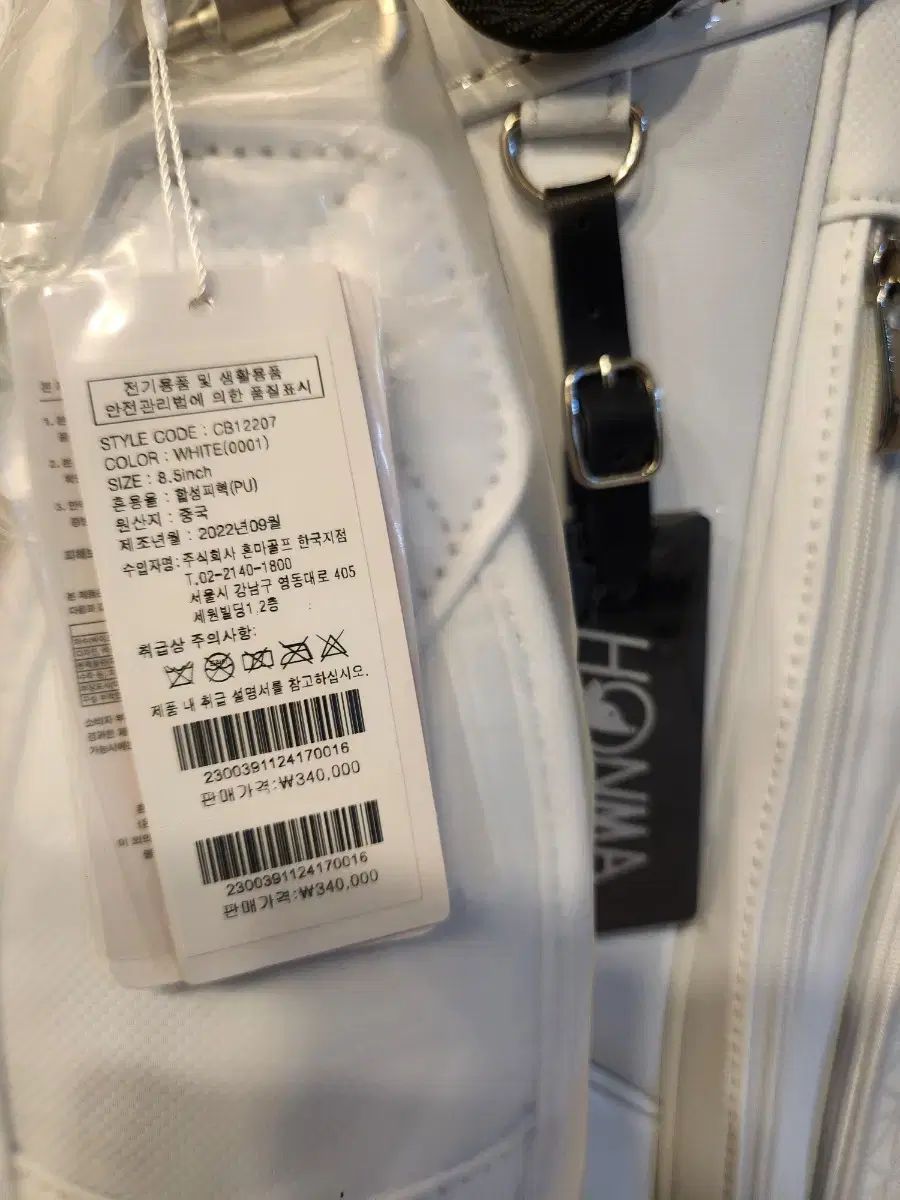 전기용품 및 생활용품
안전관리법에 의한 품질표시
STYLE CODE : CB12207
COLOR : WHITE(0001)
SIZE : 8.5inch
혼용율 : 합성피혁(PU)
원산지 : 중국
제조년월 : 2022년09월
수입자명: 주식회사 혼마골프 한국지점
T.02-2140-1800
서울시 강남구 영동대로 405
세원빌딩1,2층
취급상 주의사항:
제품 내 취급 설명서를 참고하십시오.
2300391124170016
판매가격:₩340,000
2300391124170016
판매가격:₩340,000
HONMA